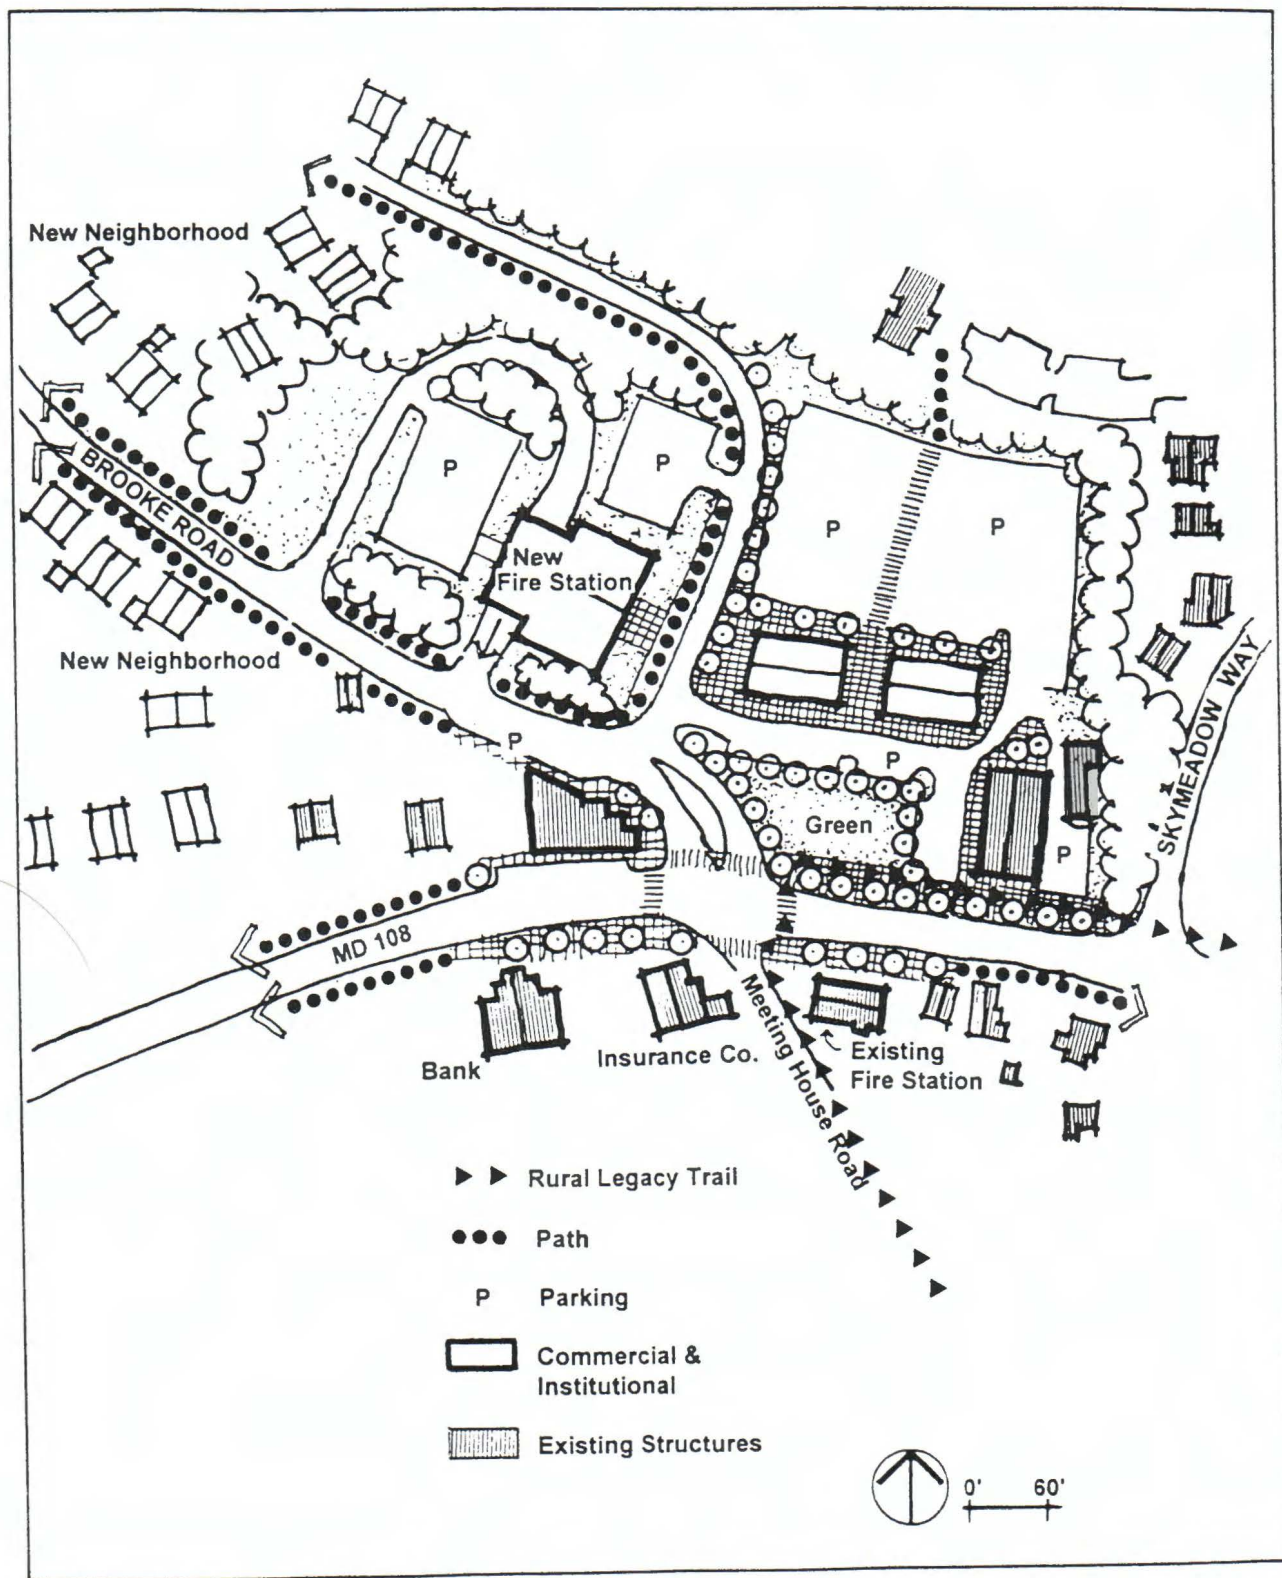 New Neighborhood
BROOKE ROAD
P
P
P
P
New
Fire Station
New Neighborhood
P
P
Green
P
SKYMEADOW WAY
MD 108
Meeting House Road
Bank
Insurance Co.
Existing
Fire Station
Rural Legacy Trail
Path
P Parking
Commercial &
Institutional
Existing Structures
0' 60'